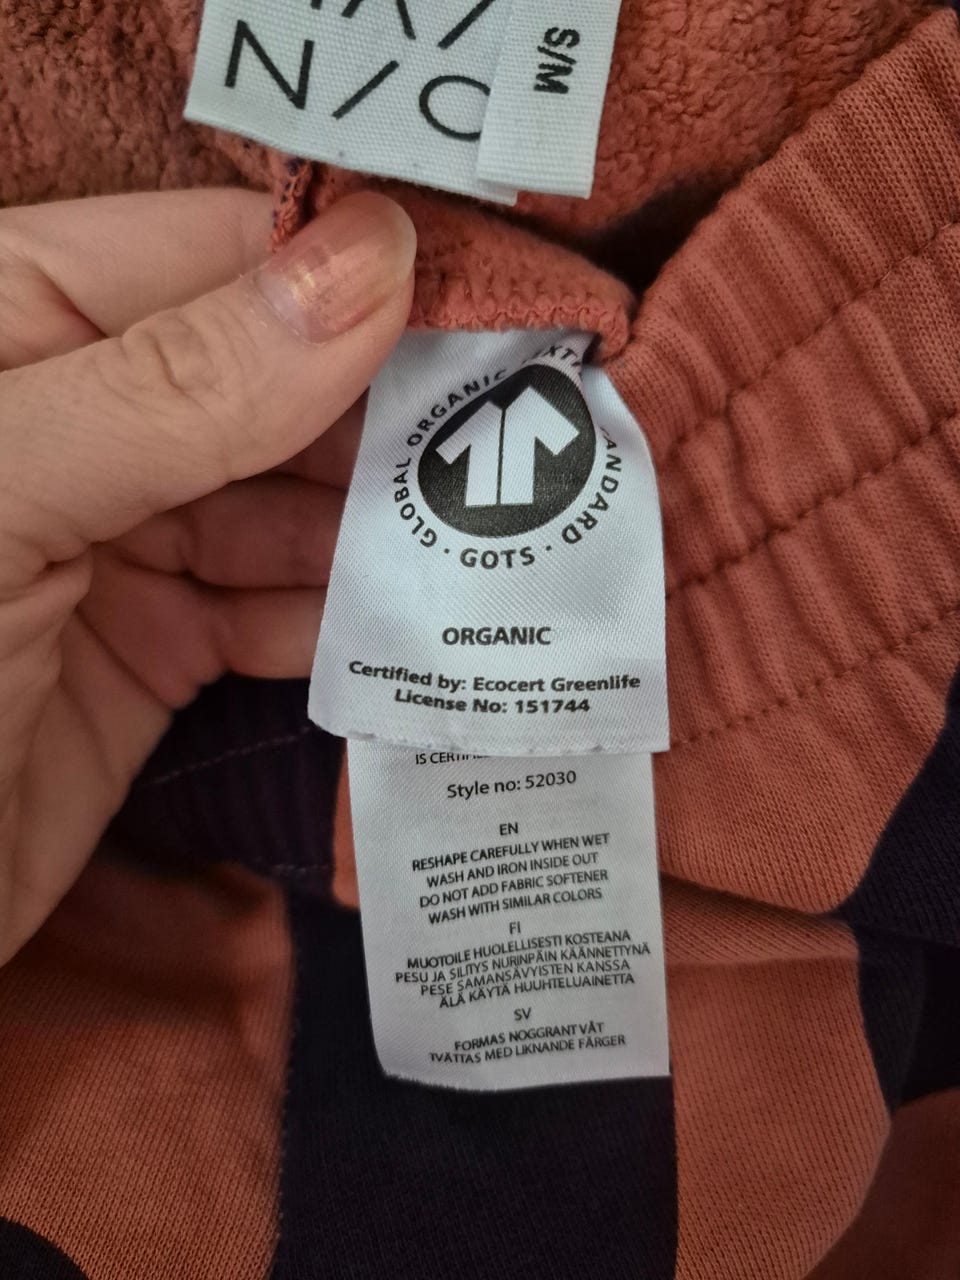 N/O
S/M
GLOBAL ORGANIC STANDARD
· GOTS ·
ORGANIC
Certified by: Ecocert Greenlife
License No: 151744
Style no: 52030
EN
RESHAPE CAREFULLY WHEN WET
WASH AND IRON INSIDE OUT
DO NOT ADD FABRIC SOFTENER
WASH WITH SIMILAR COLORS
FI
MUOTOILE HUOLELLISESTI KOSTEANA
PESU JA SILITYS NURINPÄIN KÄÄNNETTYNÄ
PESE SAMANSÄVYISTEN KANSSA
ÄLÄ KÄYTÄ HUUHTELUAINETTA
SV
FORMAS NOGGRANT VÅT
TVÄTTAS MED LIKNANDE FÄRGER